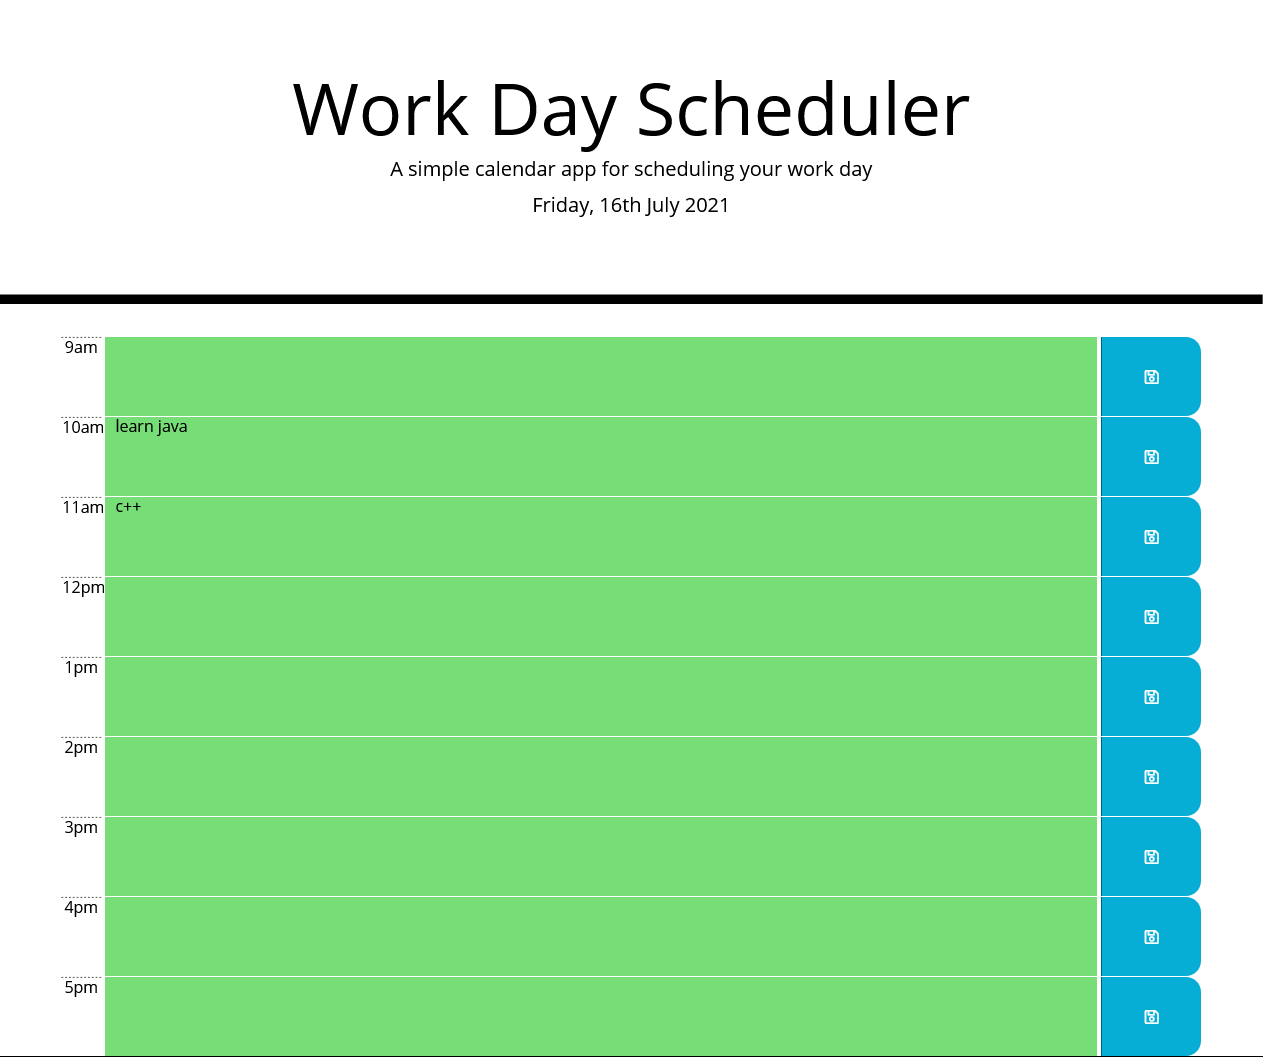 Work Day Scheduler
A simple calendar app for scheduling your work day
Friday, 16th July 2021
9am
10am learn java
11am c++
12pm
1pm
2pm
3pm
4pm
5pm